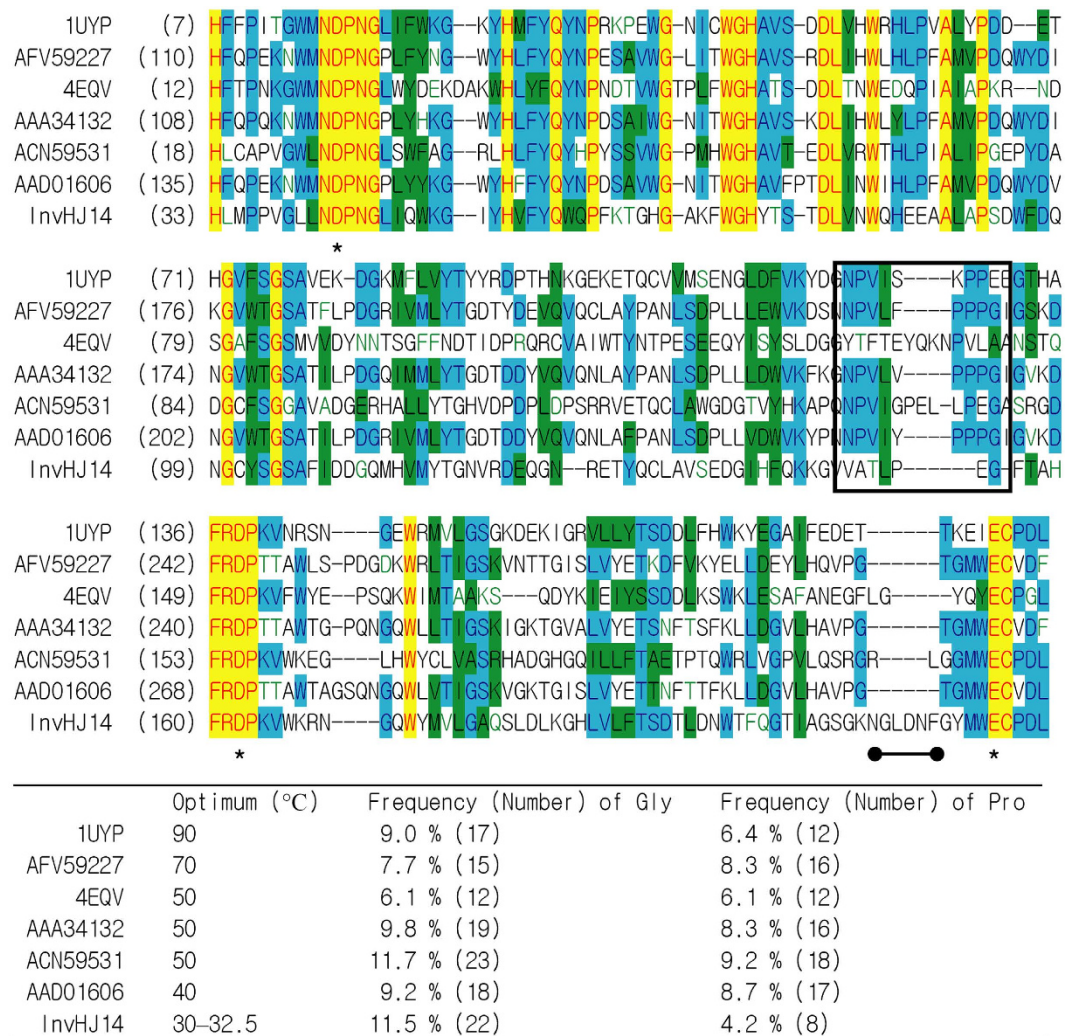 1UYP (7) HFFPITGWMNDPNGLIFWKG--KYHMFYQYNPRKPEWG-NICWGHAVS-DDLVHWRHLPVALYPDD--ET
AFV59227 (110) HFQPEKNWMNDPNGPLFYNG--WYHLFYQYNPESAVWG-LITWGHAVS-RDLIHWLHLPFAMVPDQWYDI
4EQV (12) HFTPNKGWMNDPNGLWYDEKDAKWHLYFQYNPNDTVWGTPLFWGHATS-DDLTNWEDQPIAIAPKR--ND
AAA34132 (108) HFQPQKNWMNDPNGPLYHKG--WYHLFYQYNPDSAIWG-NITWGHAVS-KDLIHWLYLPFAMVPDQWYDI
ACN59531 (18) HLCAPVGWLNDPNGLSWFAG--RLHLFYQYHPYSSVWG-PMHWGHAVT-EDLVRWTHLPIALIPGEPYDA
AAD01606 (135) HFQPEKNWMNDPNGPLYYKG--WYHFFYQYNPDSAVWG-NITWGHAVFPTDLINWIHLPFAMVPDQWYDV
InvHJ14 (33) HLMPPVGLLNDPNGLIQWKG--IYHVFYQWQPFKTGHG-AKFWGHYTS-TDLVNWQHEEAALAPSDWFDQ
*
1UYP (71) HGVFSGSAVEK-DGKMFLVYTYYRDPTHNKGEKETQCVVMSENGLDFVKYDGNPVIS----KPPEEGTHA
AFV59227 (176) KGVWTGSATFLPDGRIVMLYTGDTYDEVQVQCLAYPANLSDPLLLEWVKDSNNPVLF----PPPGIGSKD
4EQV (79) SGAFSGSMVVDYNNTSGFFNDTIDPRQRCVAIWTYNTPESEEQYISYSLDGGYTFTEYQKNPVLAANSTQ
AAA34132 (174) NGVWTGSATILPDGQIMMLYTGDTDDYVQVQNLAYPANLSDPLLLDWVKFKGNPVLV----PPPGIGVKD
ACN59531 (84) DGCFSGGAVADGERHALLYTGHVDPDPLDPSRRVETQCLAWGDGTVYHKAPQNPVIGPELL-LPEGASRGD
AAD01606 (202) NGVWTGSATILPDGRIVMLYTGDTDDYVQVQNLAFPANLSDPLLVDWVKYPNNPVIY----PPPGIGVKD
InvHJ14 (99) NGCYSGSAFIDDGQMHVMYTGNVRDEQGN--RETYQCLAVSEDGIHFQKKGVVATLP------EG-FTAH
1UYP (136) FRDPKVNRSN----GEWRMVLGSGKDEKIGRVLLYTSDDLFHWKYEGAIFEDET------TKEIECPDL
AFV59227 (242) FRDPTTAWLS-PDGDKWRLTIGSKVNTTGISLVYETKDFVKYELLDEYLHQVPG------TGMWECVDF
4EQV (149) FRDPKVFWYE--PSQKWIMTAAKS---QDYKIEIYSSDDLKSWKLESAFANEGFLG-----YQYECPGL
AAA34132 (240) FRDPTTAWTG-PQNGQWLLTIGSKIGKTGVALVYETSNFTSFKLLDGVLHAVPG------TGMWECVDF
ACN59531 (153) FRDPKVWKEG----LHWYCLVASRHADGHGQILLFTAETPTQWRLVGPVLQSRGR-----LGGMWECPDL
AAD01606 (268) FRDPTTAWTAGSQNGQWLVTIGSKVGKTGISLVYETTNFTTFKLLDGVLHAVPG------TGMWECVDL
InvHJ14 (160) FRDPKVWKRN----GQWYMVLGAQSLDLKGHLVLFTSDTLDNWTFQGTIAGSGKNGLDNFGYMWECPDL
* *
Optimum (°C) Frequency (Number) of Gly Frequency (Number) of Pro
1UYP 90 9.0 % (17) 6.4 % (12)
AFV59227 70 7.7 % (15) 8.3 % (16)
4EQV 50 6.1 % (12) 6.1 % (12)
AAA34132 50 9.8 % (19) 8.3 % (16)
ACN59531 50 11.7 % (23) 9.2 % (18)
AAD01606 40 9.2 % (18) 8.7 % (17)
InvHJ14 30–32.5 11.5 % (22) 4.2 % (8)